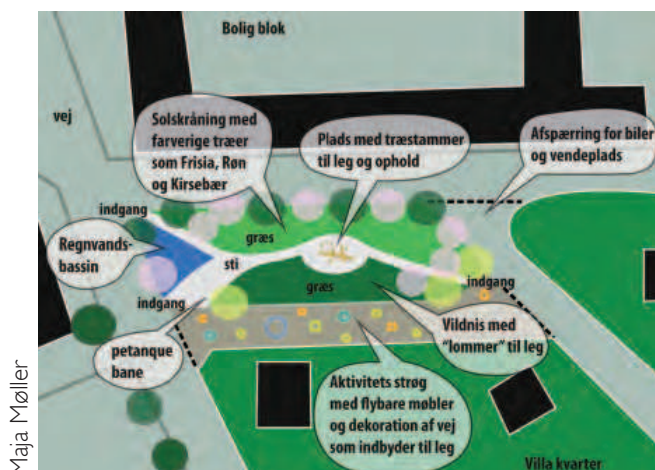 Bolig blok
vej
Solskråning med
farverige træer
som Frisia, Røn
og Kirsebær
Plads med træstammer
til leg og ophold
Afspærring for biler
og vendeplads
indgang
Regnvands-
bassin
græs
sti
indgang
græs
indgang
petanque
bane
Vildnis med
"lommer" til leg
Aktivitets strøg
med flybare møbler
og dekoration af vej
som indbyder til leg
Villa kvarter
Maja Møller